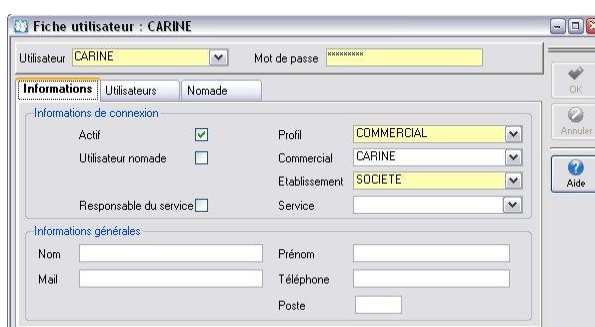 Fiche utilisateur : CARINE
Utilisateur CARINE Mot de passe *********
Informations Utilisateurs Nomade
Informations de connexion
Actif Profil COMMERCIAL
Utilisateur nomade Commercial CARINE
Etablissement SOCIETE
Responsable du service Service
Informations générales
Nom Prénom
Mail Téléphone
Poste
OK
Annuler
Aide